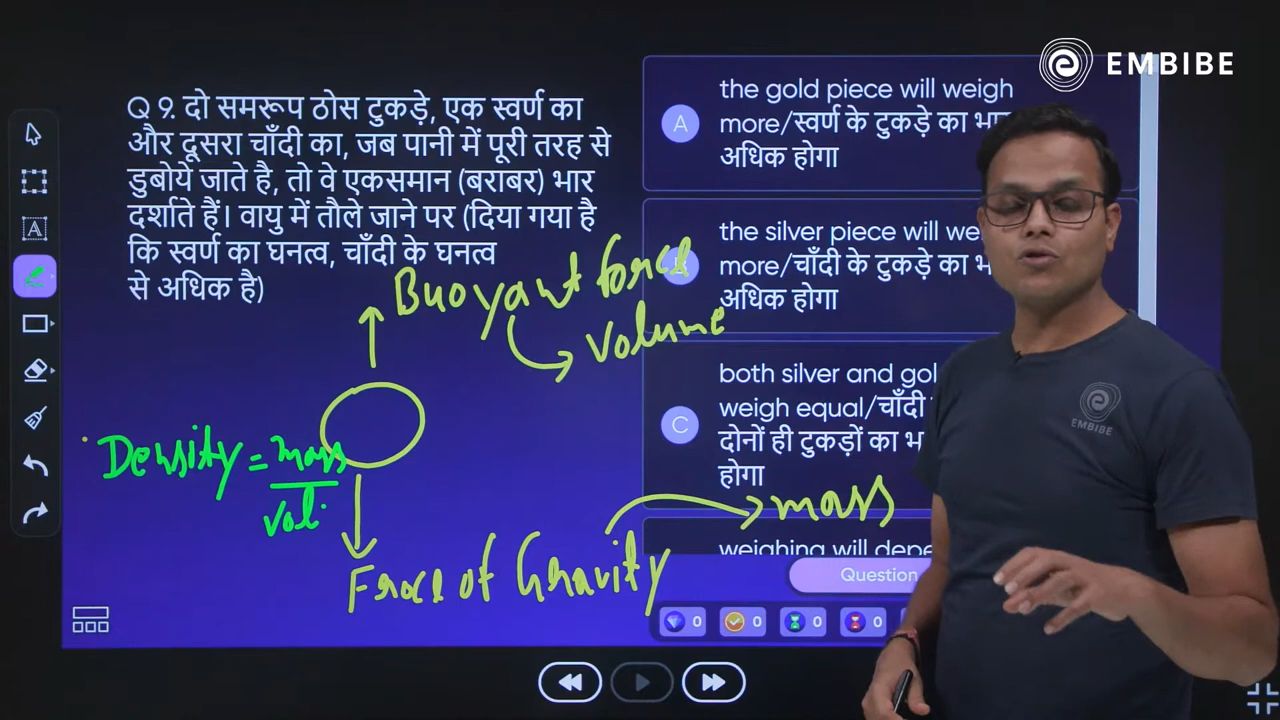 EMBIBE
Q 9. दो समरूप ठोस टुकड़े, एक स्वर्ण का
और दूसरा चाँदी का, जब पानी में पूरी तरह से
डुबोये जाते है, तो वे एकसमान (बराबर) भार
दर्शाते हैं। वायु में तौले जाने पर (दिया गया है
कि स्वर्ण का घनत्व, चाँदी के घनत्व
से अधिक है)
A
the gold piece will weigh
more/स्वर्ण के टुकड़े का
अधिक होगा
the silver piece will
more/चाँदी के टुकड़े का
अधिक होगा
C
both silver and
weigh equal/चाँदी
दोनों ही टुकड़ों का
होगा
weighing will
Buoyant force
volume
Density = mass
vol.
Froce of Gravity
mass
Question
0 0 0 0
EMBIBE
A